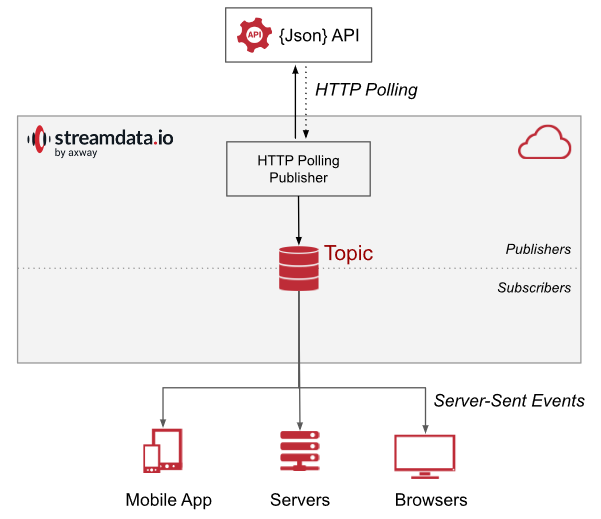 API
{Json} API
HTTP Polling
streamdata.io
by axway
HTTP Polling
Publisher
Topic
Publishers
Subscribers
Server-Sent Events
Mobile App
Servers
Browsers